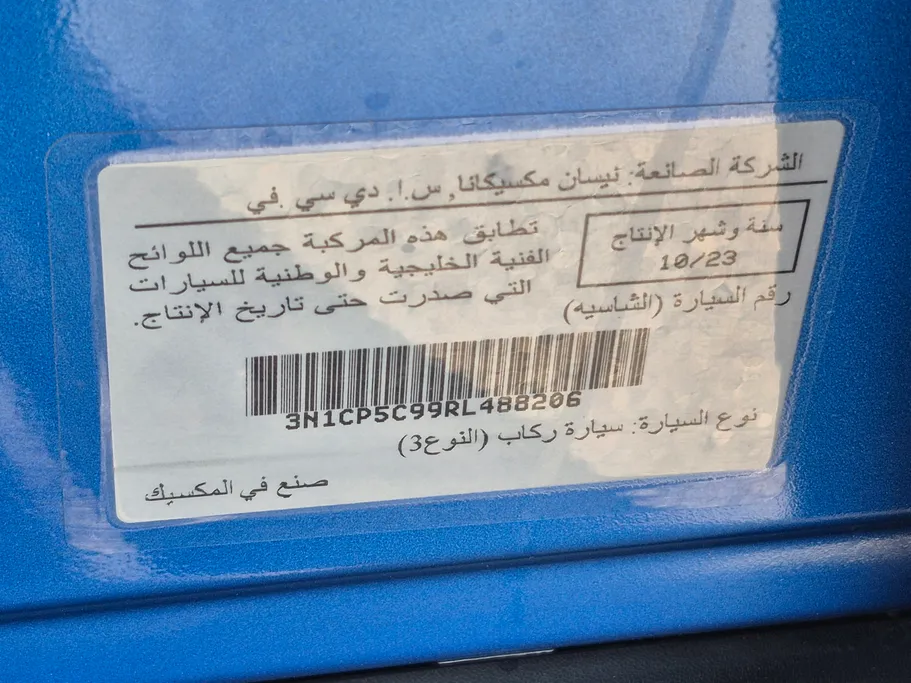 الشركة الصانعة: نيسان مكسيكانا, س.ا. دي سي .في
سنة وشهر الإنتاج
10/23
تطابق هذه المركبة جميع اللوائح
الفنية الخليجية والوطنية للسيارات
التي صدرت حتى تاريخ الإنتاج.
رقم السيارة (الشاسيه)
3N1CP5C99RL488206
نوع السيارة: سيارة ركاب (النوع3)
صنع في المكسيك